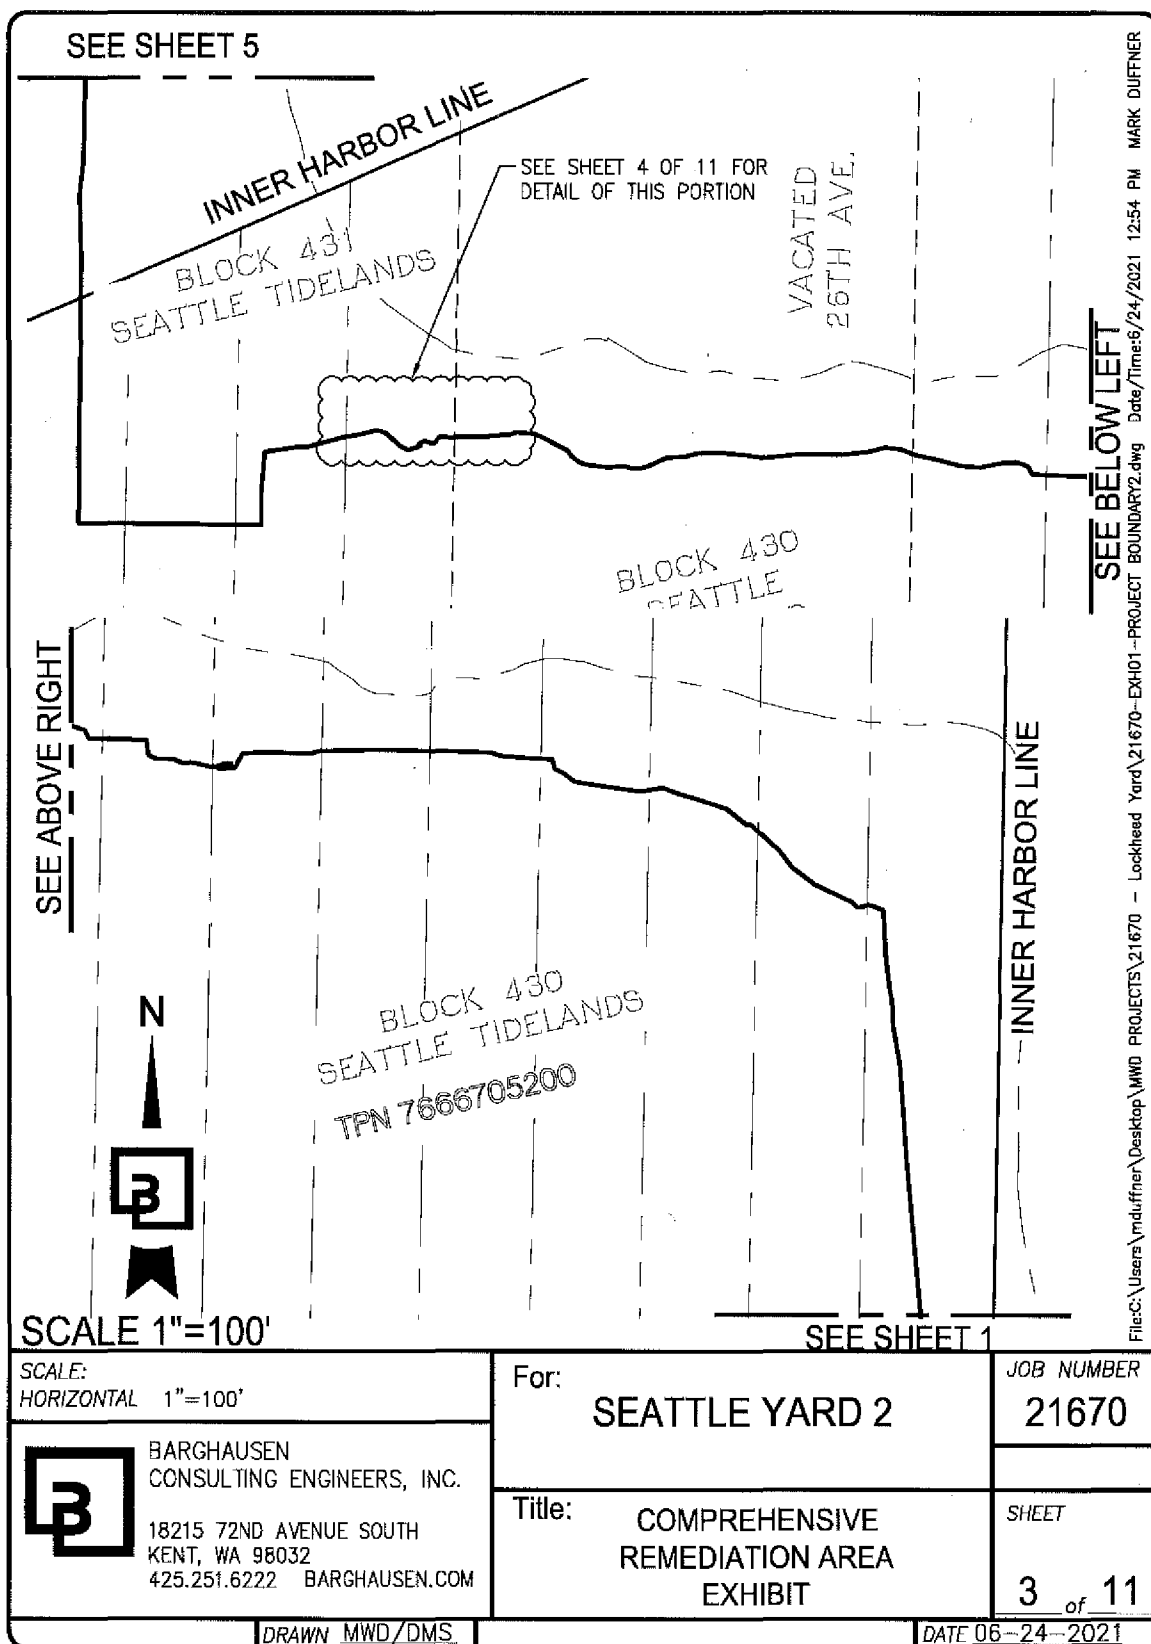 SEE SHEET 5
INNER HARBOR LINE
SEE SHEET 4 OF 11 FOR
DETAIL OF THIS PORTION
BLOCK 431
SEATTLE TIDELANDS
VACATED
26TH AVE.
SEE BELOW LEFT
BLOCK 430
SEATTLE
SEE ABOVE RIGHT
INNER HARBOR LINE
BLOCK 430
SEATTLE TIDELANDS
TPN 7666705200
N
B
SCALE 1"=100'
SEE SHEET 1
File:C:\Users\mduffner\Desktop\MWD PROJECTS\21670 - Lockheed Yard\21670-EXH01-PROJECT BOUNDARY2.dwg Date/Time:6/24/2021 12:54 PM MARK DUFFNER
SCALE:
HORIZONTAL 1"=100'
B
BARGHAUSEN
CONSULTING ENGINEERS, INC.
18215 72ND AVENUE SOUTH
KENT, WA 98032
425.251.6222 BARGHAUSEN.COM
For:
SEATTLE YARD 2
Title:
COMPREHENSIVE
REMEDIATION AREA
EXHIBIT
JOB NUMBER
21670
SHEET
3 of 11
DRAWN MWD/DMS
DATE 06-24-2021